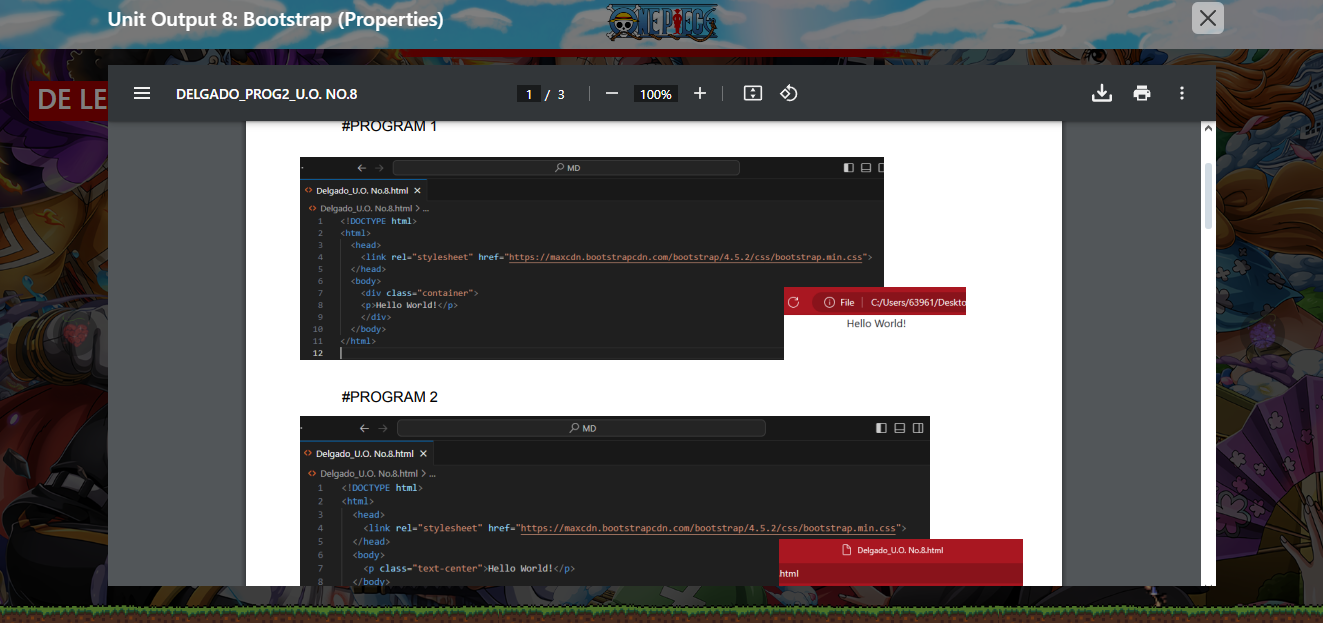 Unit Output 8: Bootstrap (Properties)
ONE PIECE
DE LE
DELGADO_PROG2_U.O. NO.8
1 / 3
100%
#PROGRAM 1
MD
Delgado_U.O. No.8.html
Delgado_U.O. No.8.html > ...
1 <!DOCTYPE html>
2 <html>
3 <head>
4 <link rel="stylesheet" href="https://maxcdn.bootstrapcdn.com/bootstrap/4.5.2/css/bootstrap.min.css">
5 </head>
6 <body>
7 <div class="container">
8 <p>Hello World!</p>
9 </div>
10 </body>
11 </html>
12
File C:/Users/63961/Deskto
Hello World!
#PROGRAM 2
MD
Delgado_U.O. No.8.html
Delgado_U.O. No.8.html > ...
1 <!DOCTYPE html>
2 <html>
3 <head>
4 <link rel="stylesheet" href="https://maxcdn.bootstrapcdn.com/bootstrap/4.5.2/css/bootstrap.min.css">
5 </head>
6 <body>
7 <p class="text-center">Hello World!</p>
8 </body>
Delgado_U.O. No.8.html
html